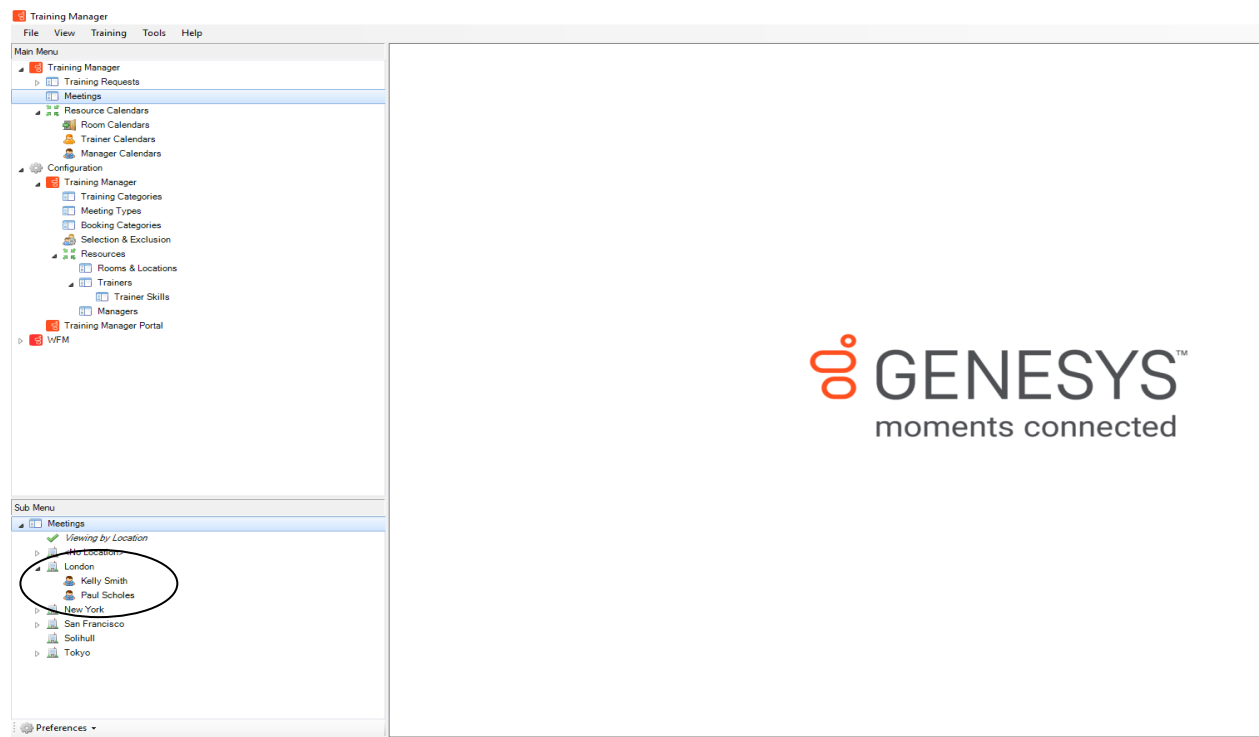 Training Manager
File View Training Tools Help
Main Menu
Training Manager
Training Requests
Meetings
Resource Calendars
Room Calendars
Trainer Calendars
Manager Calendars
Configuration
Training Manager
Training Categories
Meeting Types
Booking Categories
Selection & Exclusion
Resources
Rooms & Locations
Trainers
Trainer Skills
Managers
Training Manager Portal
WFM
GENESYS™
moments connected
Sub Menu
Meetings
Viewing by Location
<No Location>
London
Kelly Smith
Paul Scholes
New York
San Francisco
Solihull
Tokyo
Preferences